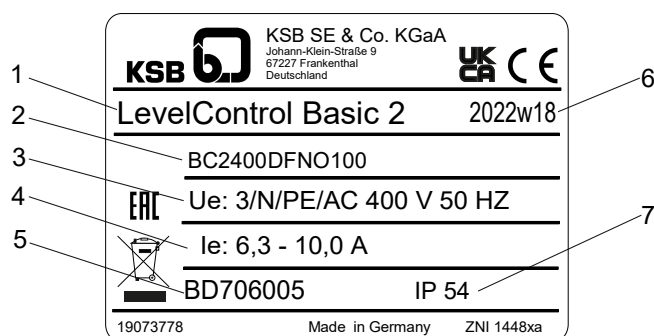 KSB
KSB SE & Co. KGaA
Johann-Klein-Straße 9
67227 Frankenthal
Deutschland
UK
CA
CE
1
LevelControl Basic 2
2022w18
6
2
BC2400DFNO100
3
EAC
Ue: 3/N/PE/AC 400 V 50 HZ
4
Ie: 6,3 - 10,0 A
7
5
BD706005
IP 54
19073778
Made in Germany
ZNI 1448xa